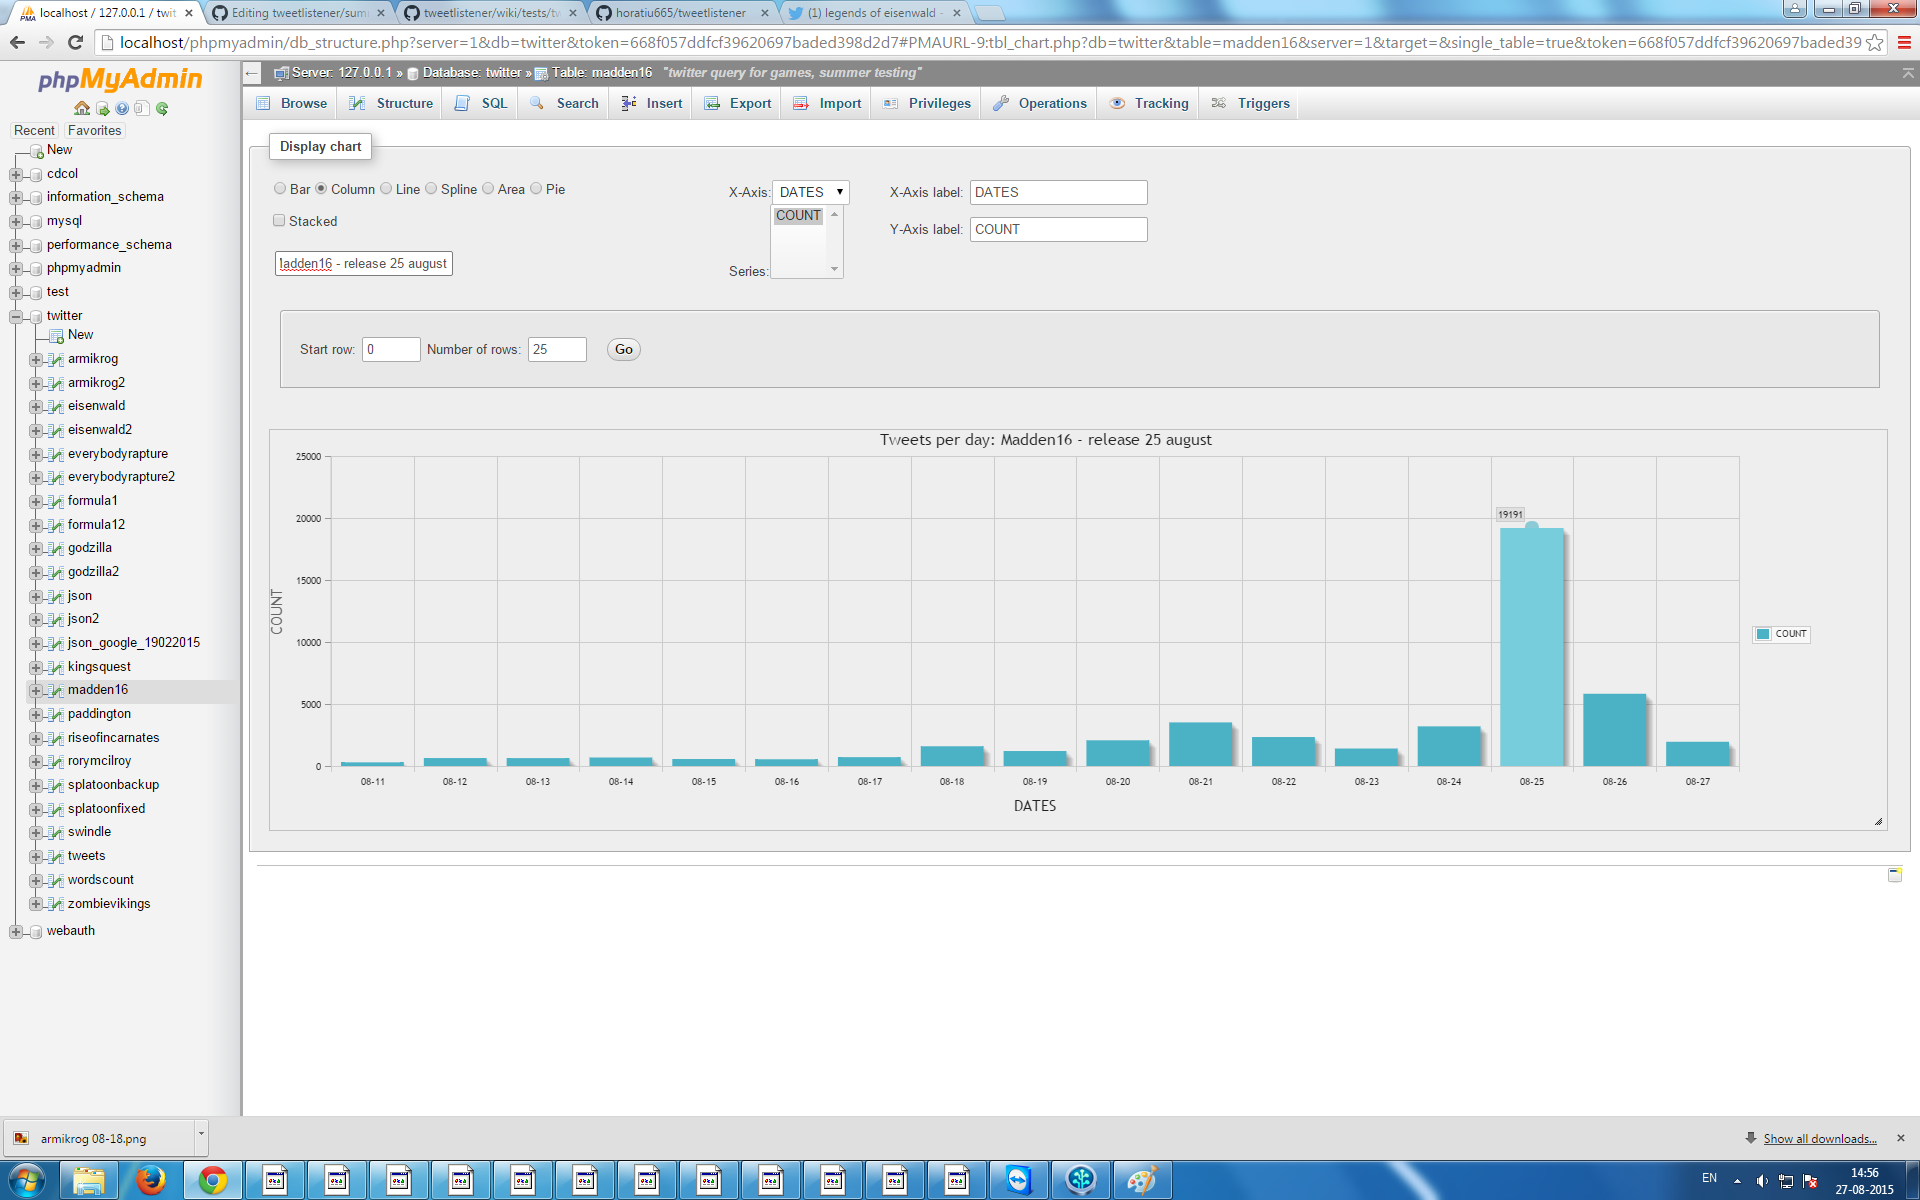 localhost / 127.0.0.1 / twit
Editing tweetlistener/sum
tweetlistener/wiki/tests/tw
horatiu665/tweetlistener
(1) legends of eisenwald -
localhost/phpmyadmin/db_structure.php?server=1&db=twitter&token=668f057ddfcf39620697baded398d2d7#PMAURL-9:tbl_chart.php?db=twitter&table=madden16&server=1&target=&single_table=true&token=668f057ddfcf39620697baded39
phpMyAdmin
Recent Favorites
New
cdcol
information_schema
mysql
performance_schema
phpmyadmin
test
twitter
New
armikrog
armikrog2
eisenwald
eisenwald2
everybodyrapture
everybodyrapture2
formula1
formula12
godzilla
godzilla2
json
json2
json_google_19022015
kingsquest
madden16
paddington
riseofincarnates
rorymcilroy
splatoonbackup
splatoonfixed
swindle
tweets
wordscount
zombievikings
webauth
Server: 127.0.0.1 » Database: twitter » Table: madden16 "twitter query for games, summer testing"
Browse Structure SQL Search Insert Export Import Privileges Operations Tracking Triggers
Display chart
Bar Column Line Spline Area Pie
Stacked
adden16 - release 25 august
X-Axis: DATES
COUNT
Series:
X-Axis label: DATES
Y-Axis label: COUNT
Start row: 0 Number of rows: 25 Go
Tweets per day: Madden16 - release 25 august
25000
20000
15000
10000
5000
0
COUNT
19191
08-11 08-12 08-13 08-14 08-15 08-16 08-17 08-18 08-19 08-20 08-21 08-22 08-23 08-24 08-25 08-26 08-27
DATES
COUNT
armikrog 08-18.png
Show all downloads...
EN
14:56
27-08-2015